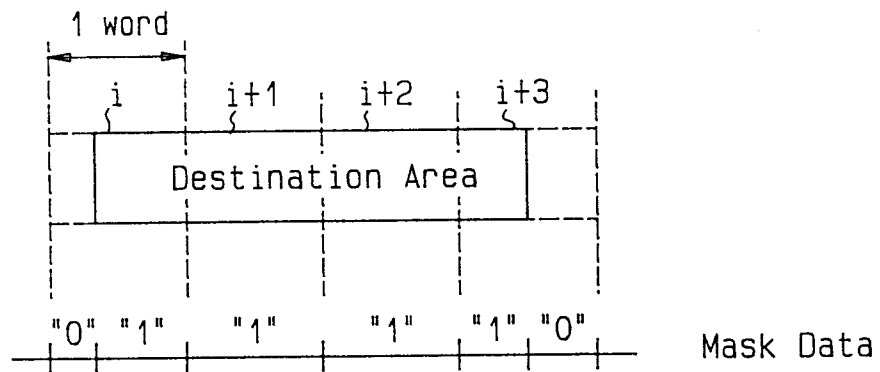 1 word
i i+1 i+2 i+3
Destination Area
"0" "1" "1" "1" "1" "0"
Mask Data